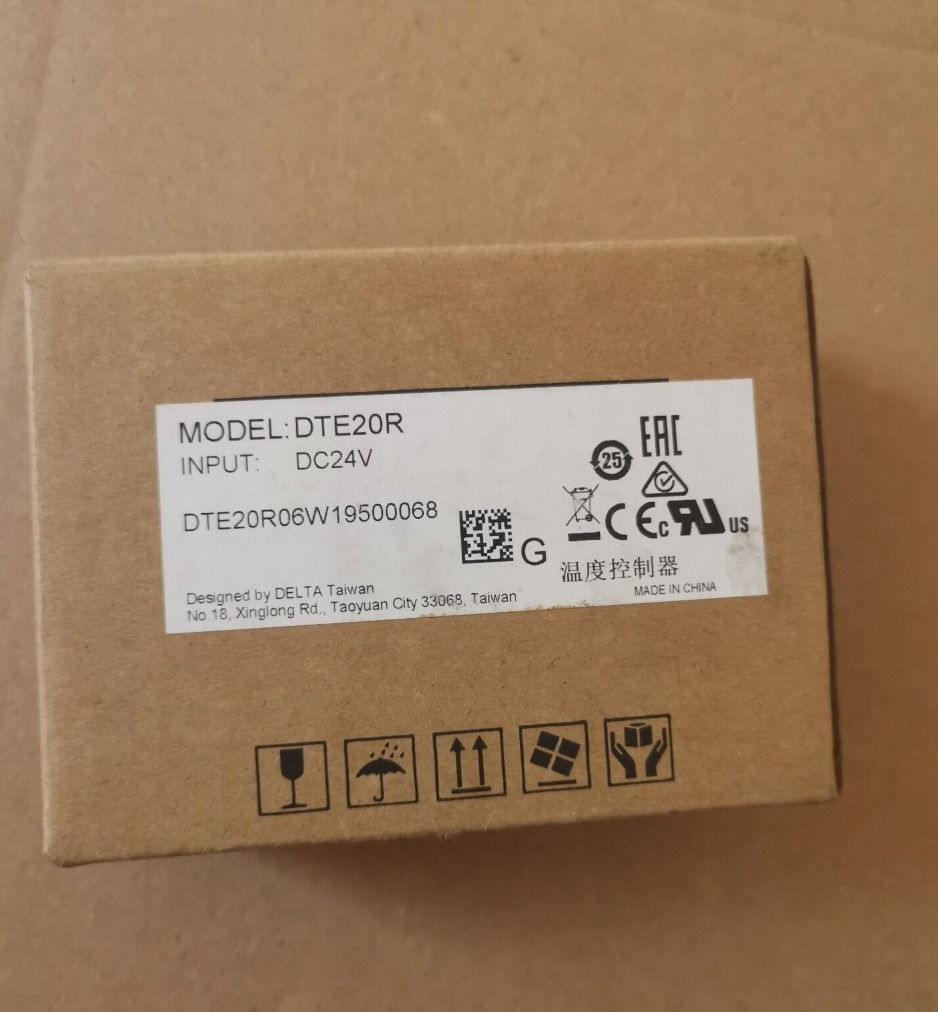 MODEL: DTE20R
INPUT: DC24V
DTE20R06W19500068
G
Designed by DELTA Taiwan
No.18, Xinglong Rd., Taoyuan City 33068, Taiwan
EAC
25
CE
c RU US
温度控制器
MADE IN CHINA